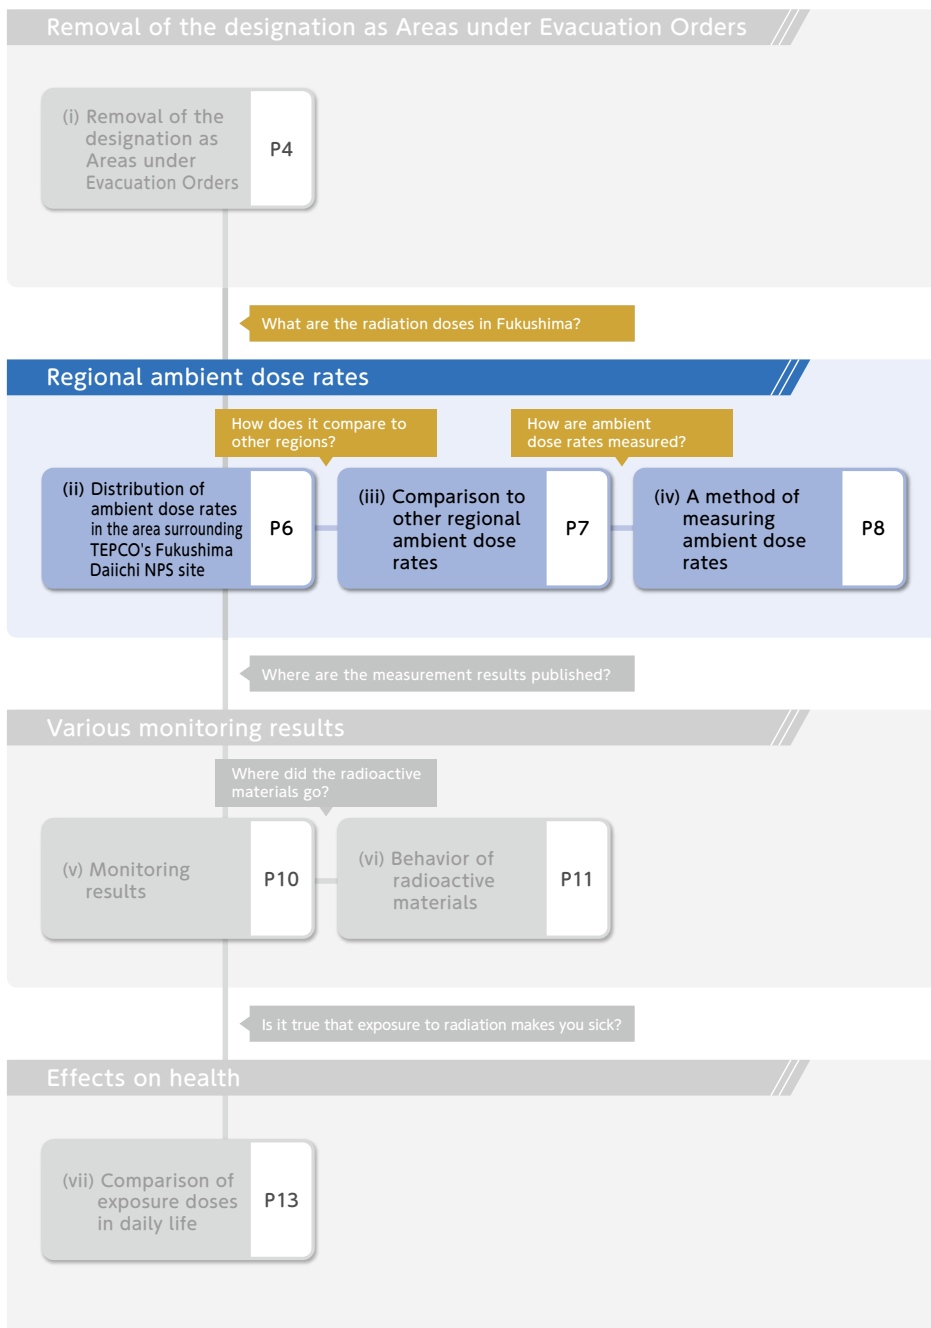 Removal of the designation as Areas under Evacuation Orders
(i) Removal of the
designation as
Areas under
Evacuation Orders
P4
What are the radiation doses in Fukushima?
Regional ambient dose rates
How does it compare to
other regions?
How are ambient
dose rates measured?
(ii) Distribution of
ambient dose rates
in the area surrounding
TEPCO's Fukushima
Daiichi NPS site
P6
(iii) Comparison to
other regional
ambient dose
rates
P7
(iv) A method of
measuring
ambient dose
rates
P8
Where are the measurement results published?
Various monitoring results
Where did the radioactive
materials go?
(v) Monitoring
results
P10
(vi) Behavior of
radioactive
materials
P11
Is it true that exposure to radiation makes you sick?
Effects on health
(vii) Comparison of
exposure doses
in daily life
P13